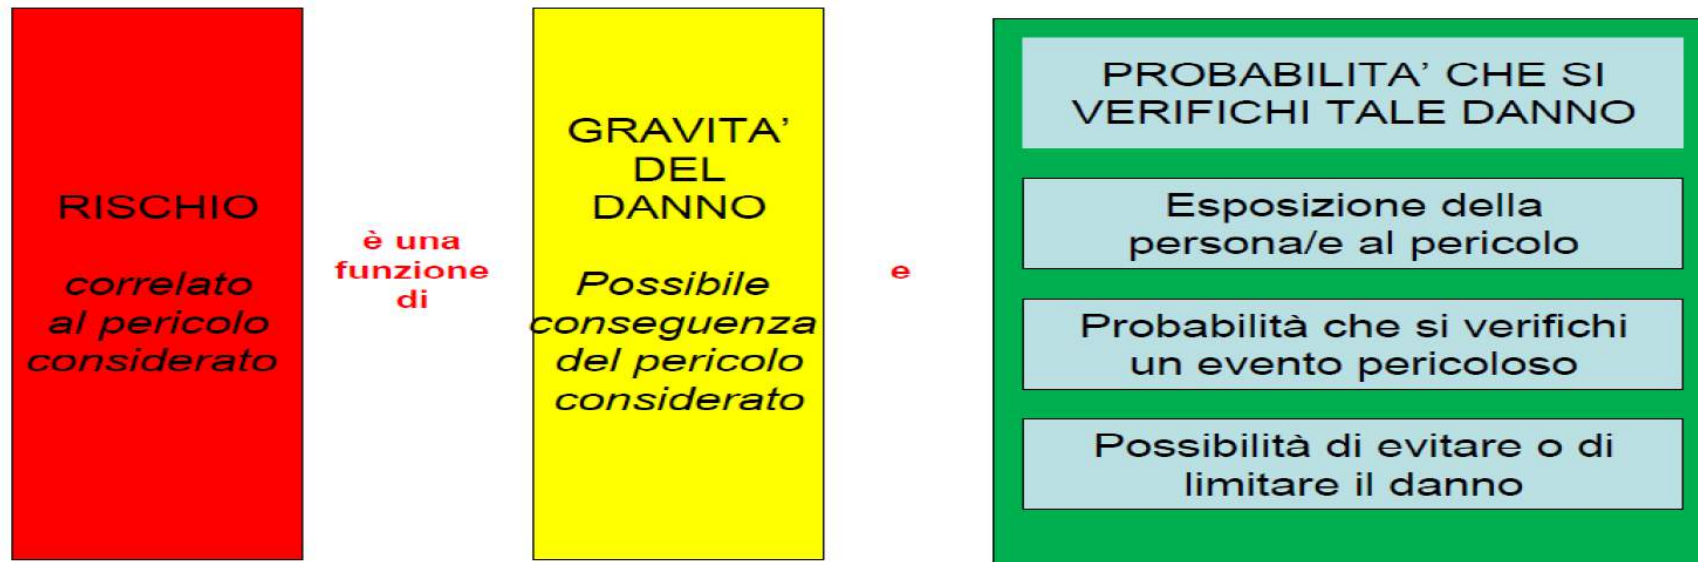 RISCHIO
correlato
al pericolo
considerato
è una
funzione
di
GRAVITA’
DEL
DANNO
Possibile
conseguenza
del pericolo
considerato
e
PROBABILITA’ CHE SI
VERIFICHI TALE DANNO
Esposizione della
persona/e al pericolo
Probabilità che si verifichi
un evento pericoloso
Possibilità di evitare o di
limitare il danno